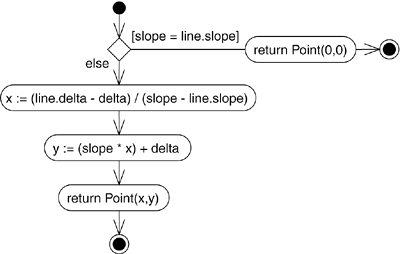 [slope = line.slope]
return Point(0,0)
else
x := (line.delta - delta) / (slope - line.slope)
y := (slope * x) + delta
return Point(x,y)